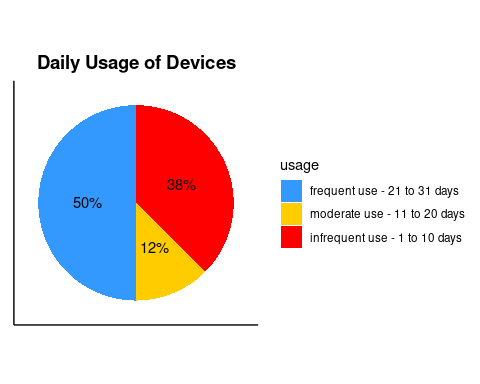 Daily Usage of Devices
50%
38%
12%
usage
frequent use - 21 to 31 days
moderate use - 11 to 20 days
infrequent use - 1 to 10 days